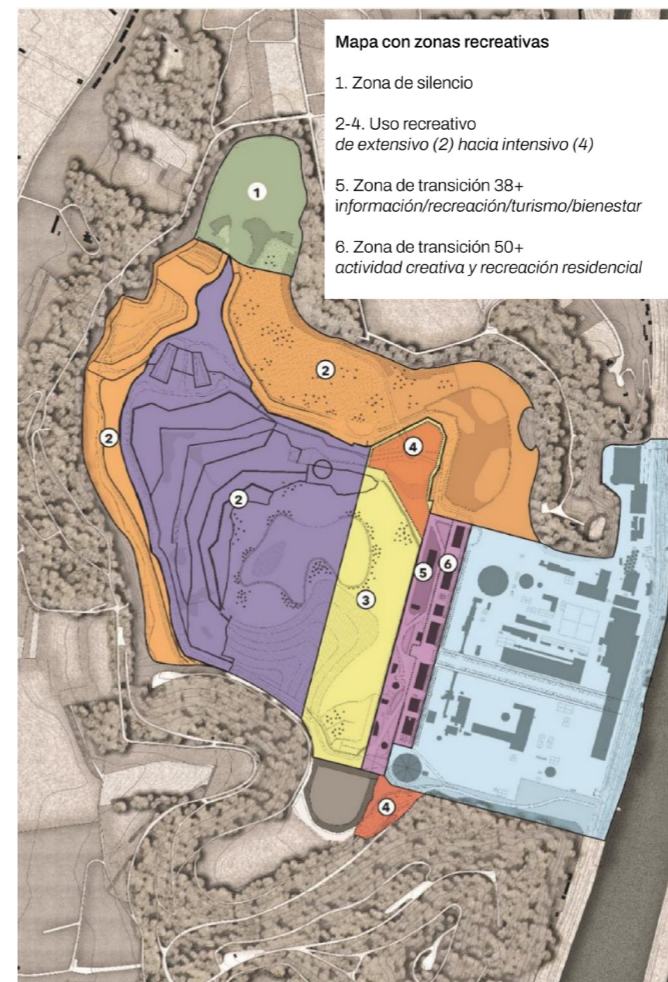 Mapa con zonas recreativas
1. Zona de silencio
2-4. Uso recreativo
de extensivo (2) hacia intensivo (4)
5. Zona de transición 38+
información/recreación/turismo/bienestar
6. Zona de transición 50+
actividad creativa y recreación residencial
1
2
4
2
2
5
6
3
4